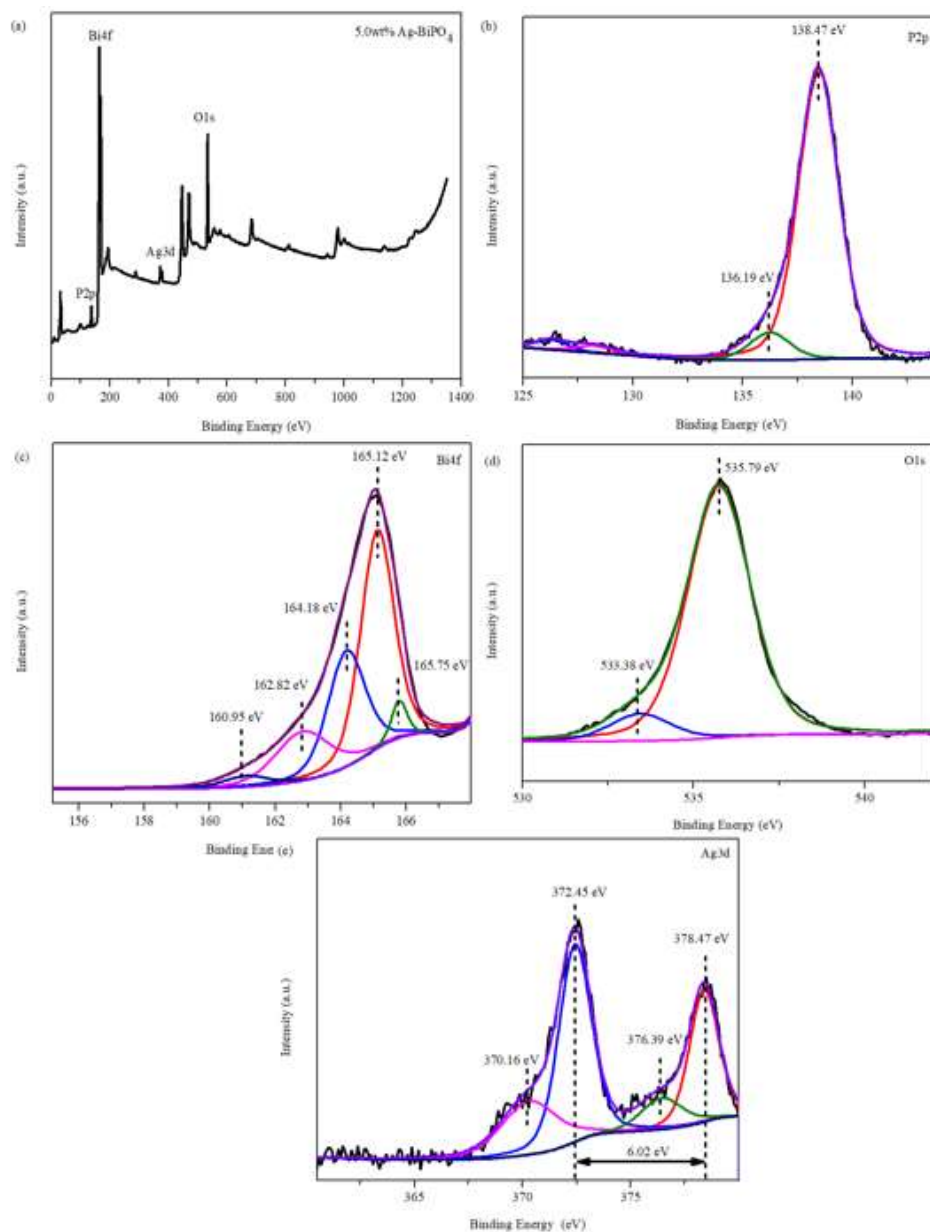 (a)
5.0wt% Ag-BiPO4
Bi4f
O1s
Ag3d
P2p
Intensity (a.u.)
0 200 400 600 800 1000 1200 1400
Binding Energy (eV)
(b)
P2p
138.47 eV
136.19 eV
Intensity (a.u.)
125 130 135 140
Binding Energy (eV)
(c)
Bi4f
165.12 eV
164.18 eV
162.82 eV
165.75 eV
160.95 eV
Intensity (a.u.)
156 158 160 162 164 166
Binding Ener
(d)
O1s
535.79 eV
533.38 eV
Intensity (a.u.)
530 535 540
Binding Energy (eV)
(e)
Ag3d
372.45 eV
378.47 eV
376.39 eV
370.16 eV
6.02 eV
Intensity (a.u.)
365 370 375
Binding Energy (eV)